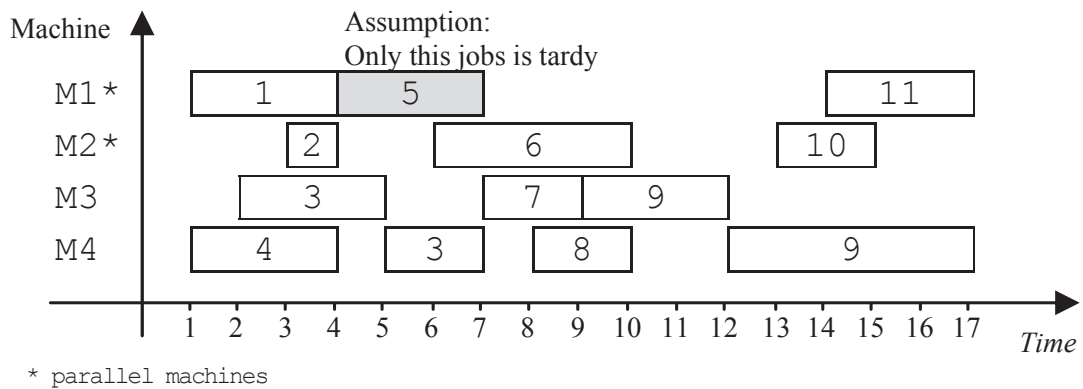 Machine
Assumption:
Only this jobs is tardy
M1* 1 5 11
M2* 2 6 10
M3 3 7 9
M4 4 3 8 9
1 2 3 4 5 6 7 8 9 10 11 12 13 14 15 16 17
Time
* parallel machines